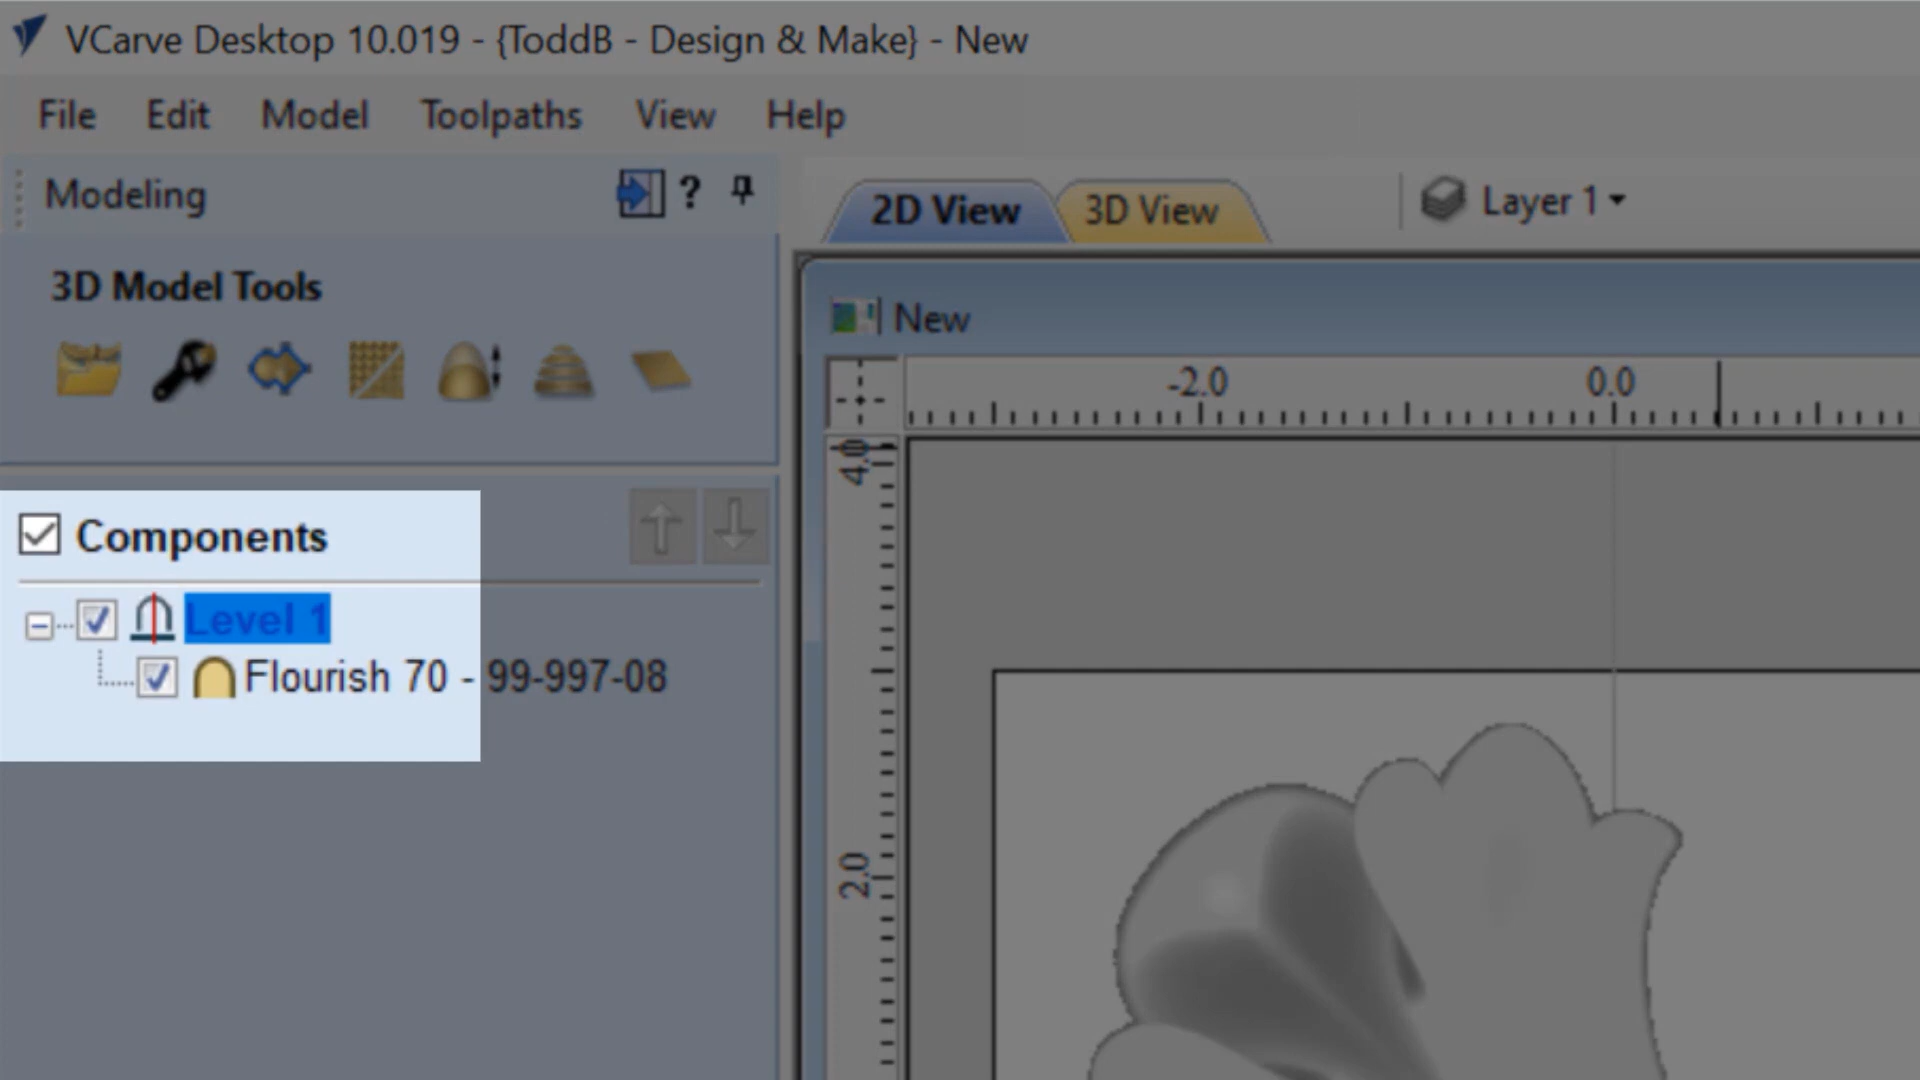 VCarve Desktop 10.019 - {ToddB - Design & Make} - New
File Edit Model Toolpaths View Help
Modeling ?
2D View 3D View Layer 1
3D Model Tools
New
-2.0 0.0
4.0
Components
Level 1
Flourish 70 - 99-997-08
2.0